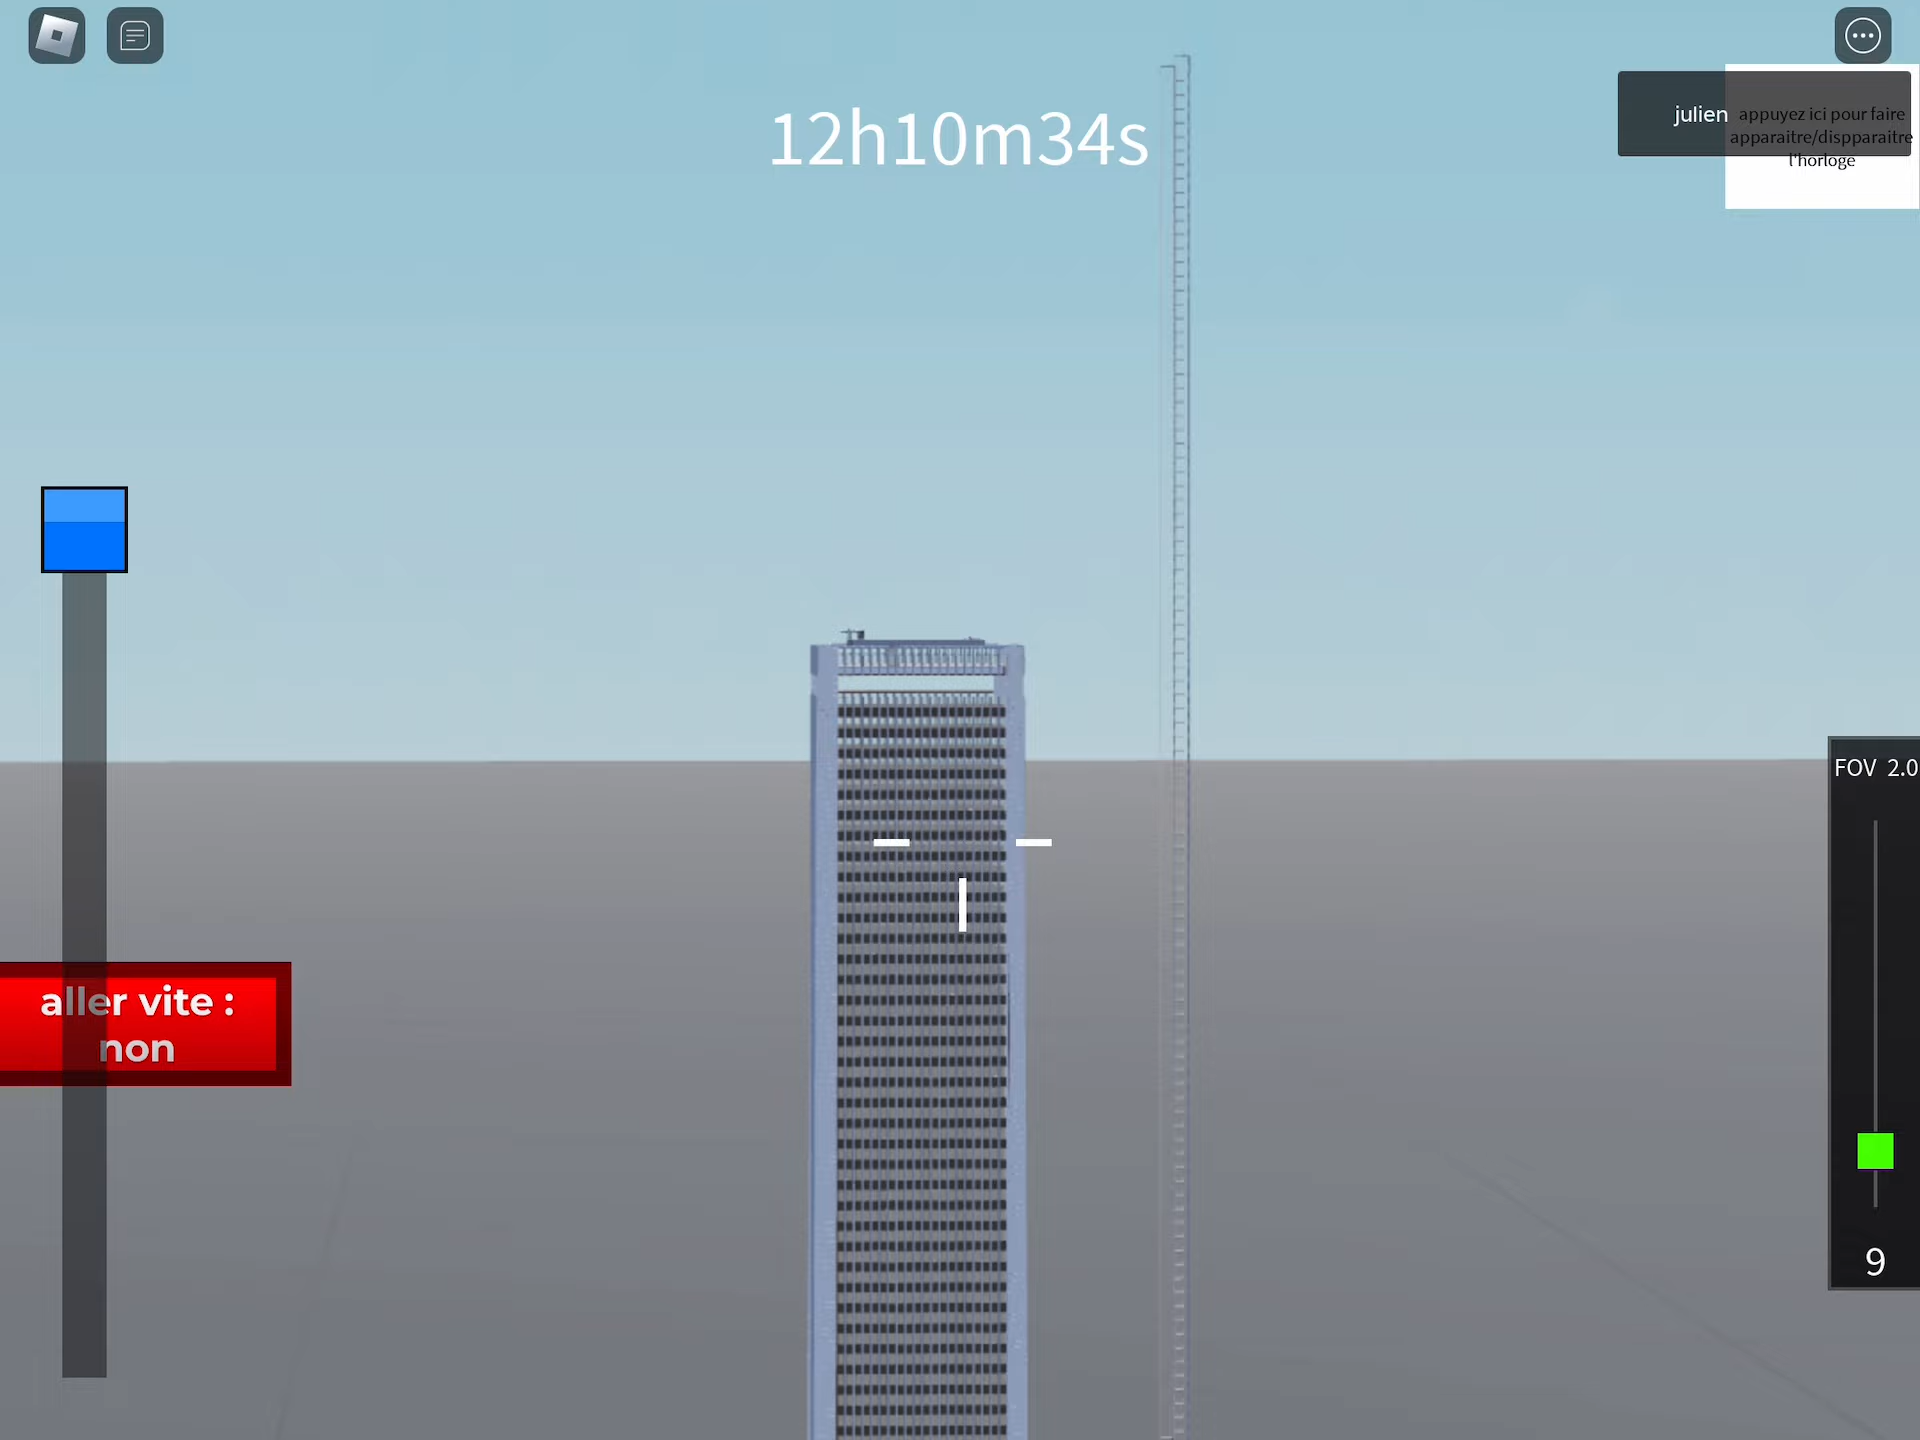 12h10m34s
julien
appuyez ici pour faire
apparaitre/dispparaitre
l'horloge
FOV 2.0
aller vite :
non
9